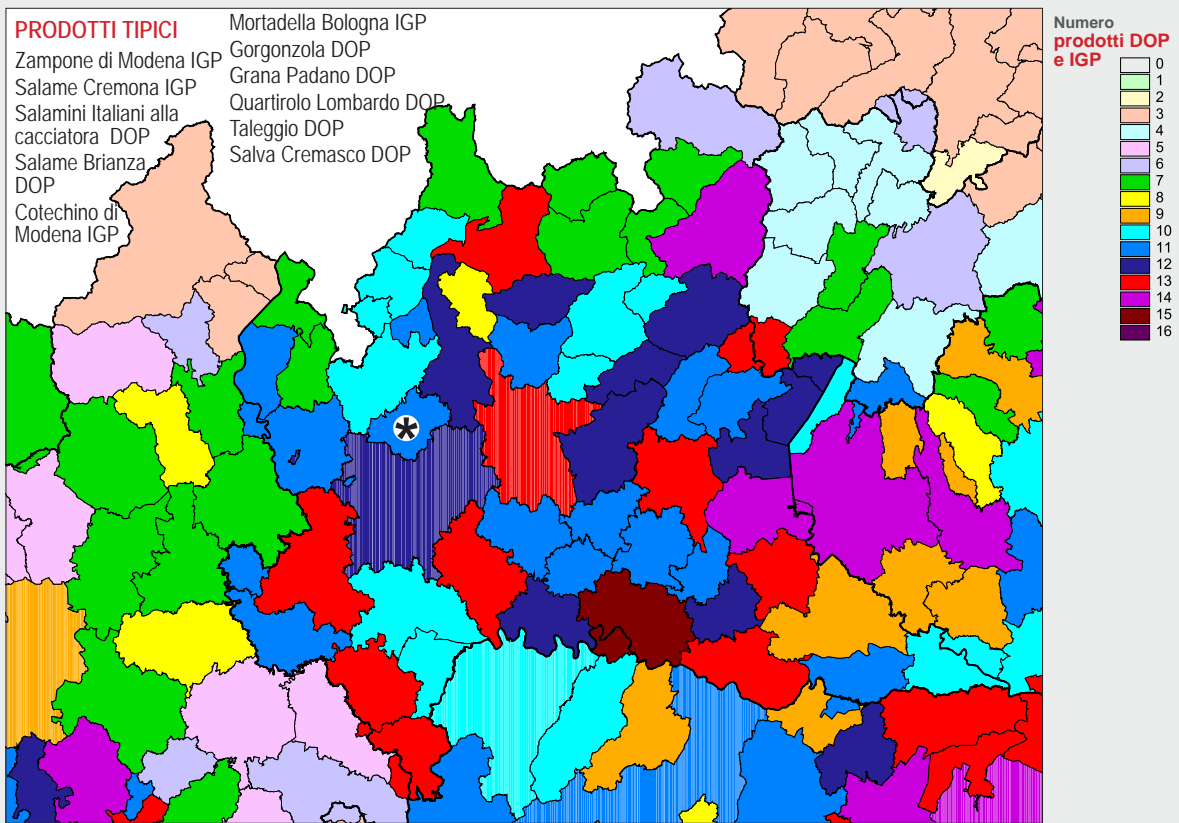 PRODOTTI TIPICI
Zampone di Modena IGP
Salame Cremona IGP
Salamini Italiani alla
cacciatora DOP
Salame Brianza
DOP
Cotechino di
Modena IGP
Mortadella Bologna IGP
Gorgonzola DOP
Grana Padano DOP
Quartirolo Lombardo DOP
Taleggio DOP
Salva Cremasco DOP
*
Numero
prodotti DOP
e IGP
0
1
2
3
4
5
6
7
8
9
10
11
12
13
14
15
16